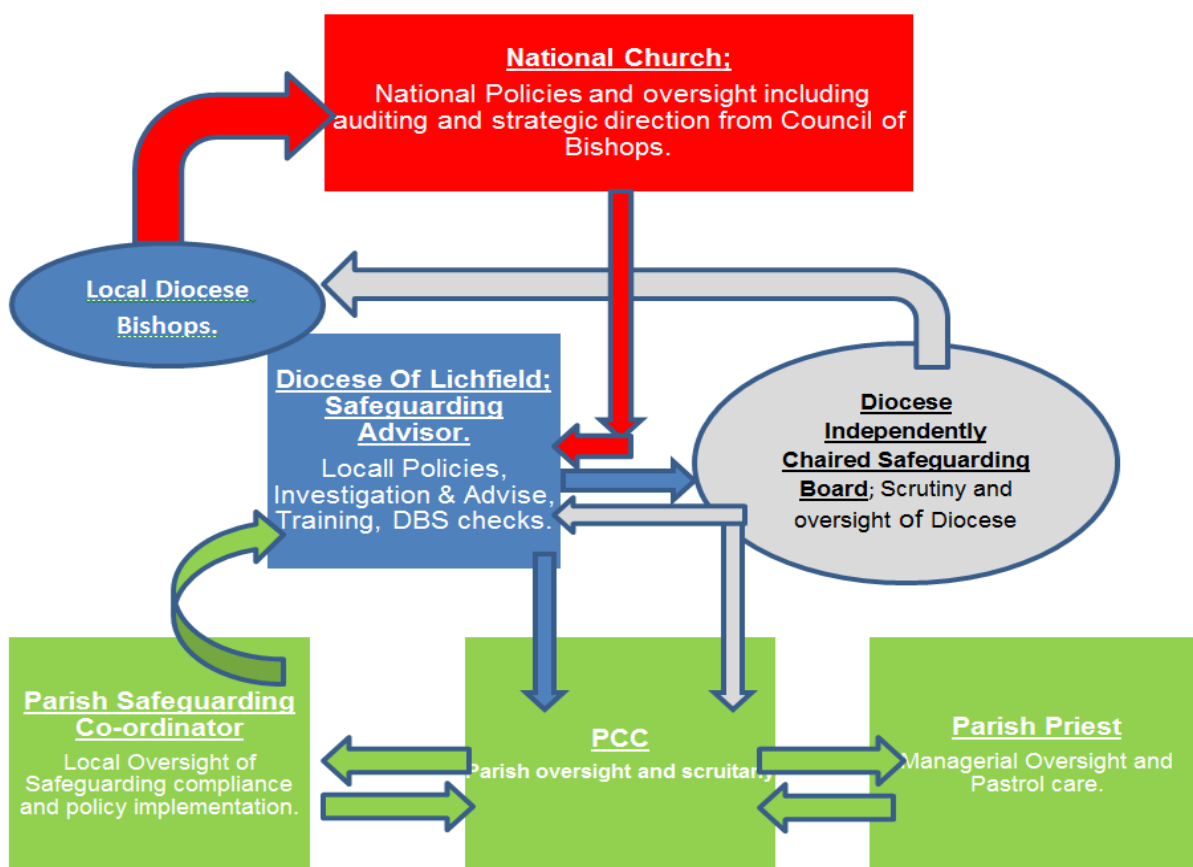 National Church;
National Policies and oversight including
auditing and strategic direction from Council of
Bishops.
Local Diocese
Bishops.
Diocese Of Lichfield;
Safeguarding
Advisor.
Locall Policies,
Investigation & Advise,
Training, DBS checks.
Diocese
Independently
Chaired Safeguarding
Board; Scrutiny and
oversight of Diocese
Parish Safeguarding
Co-ordinator
Local Oversight of
Safeguarding compliance
and policy implementation.
PCC
Parish oversight and scruitany
Parish Priest
Managerial Oversight and
Pastrol care.